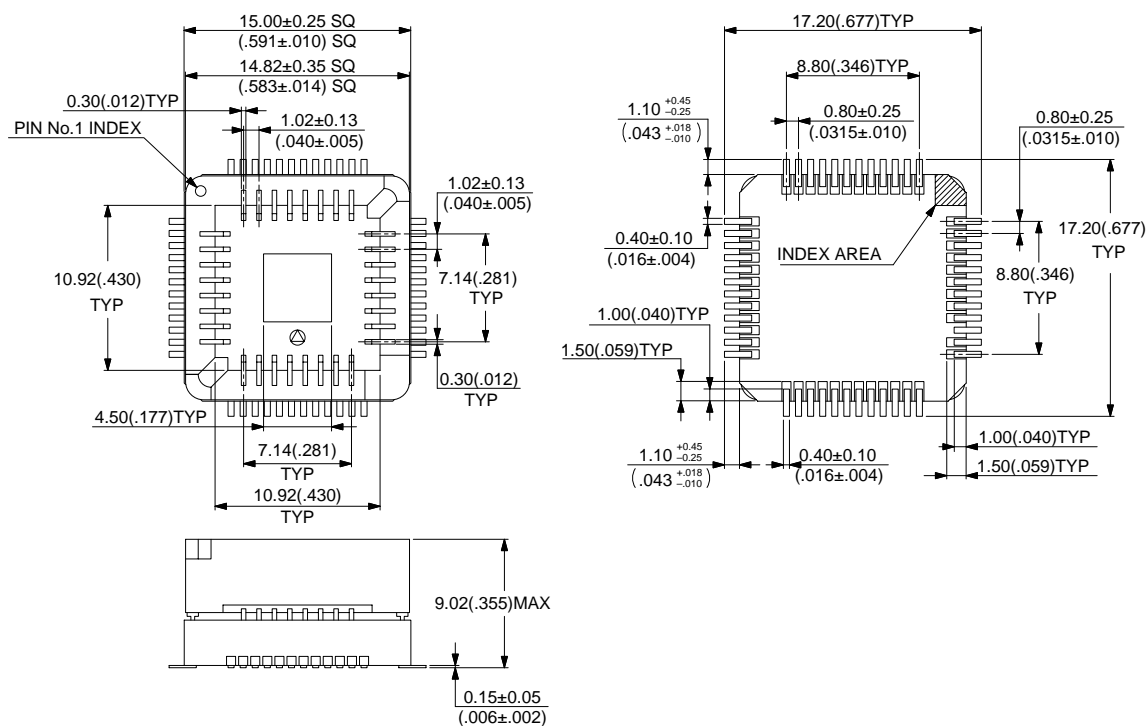 15.00±0.25 SQ
(.591±.010) SQ
14.82±0.35 SQ
(.583±.014) SQ
0.30(.012)TYP
PIN No.1 INDEX
1.02±0.13
(.040±.005)
1.02±0.13
(.040±.005)
10.92(.430)
TYP
7.14(.281)
TYP
0.30(.012)
TYP
4.50(.177)TYP
7.14(.281)
TYP
10.92(.430)
TYP
17.20(.677)TYP
8.80(.346)TYP
1.10 +0.45 -0.25
(.043 +.018 -.010)
0.80±0.25
(.0315±.010)
0.80±0.25
(.0315±.010)
0.40±0.10
(.016±.004)
INDEX AREA
17.20(.677)
TYP
8.80(.346)
TYP
1.00(.040)TYP
1.50(.059)TYP
1.10 +0.45 -0.25
(.043 +.018 -.010)
0.40±0.10
(.016±.004)
1.00(.040)TYP
1.50(.059)TYP
9.02(.355)MAX
0.15±0.05
(.006±.002)